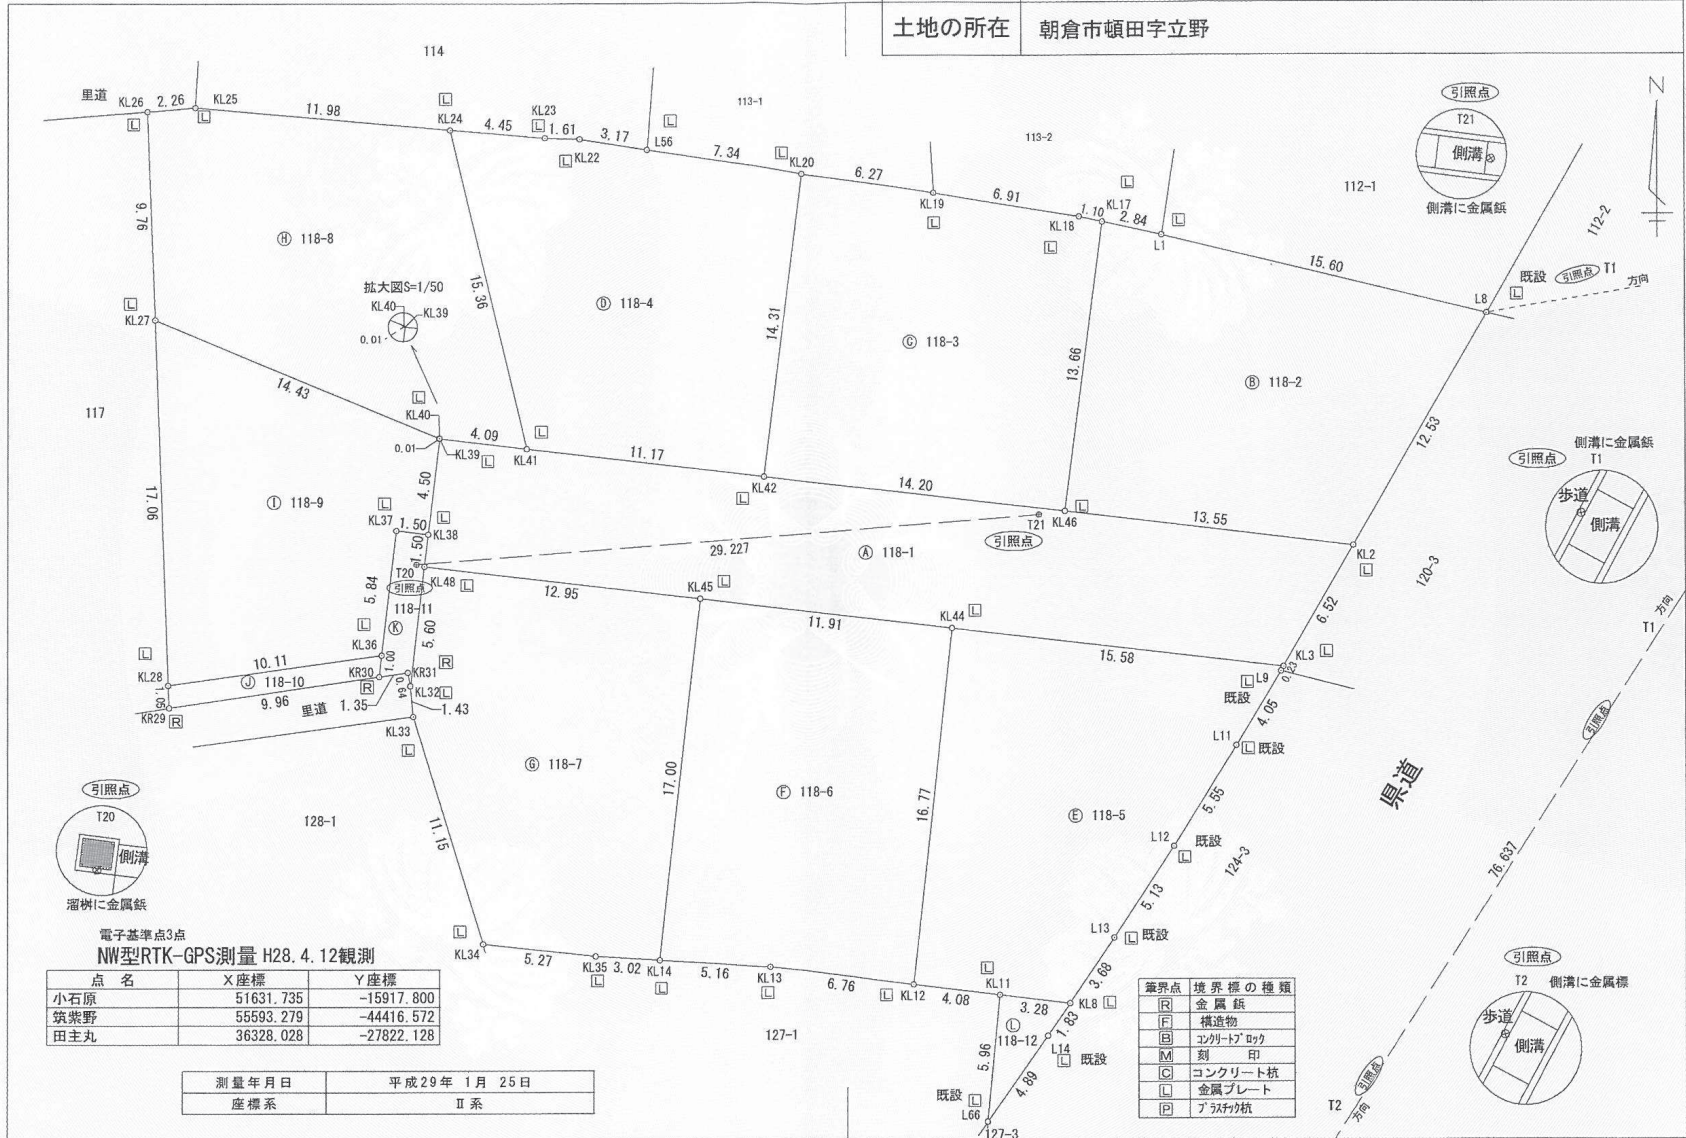 土地の所在 朝倉市頓田字立野
114
里道 KL26 2.26 KL25
11.98
KL24 L
4.45
KL23
L 1.61
KL22 L
3.17
L56 L
113-1
7.34
L KL20
6.27
113-2
KL19 L
6.91
KL18 L
1.10
KL17 L
2.84
L1 L
112-1
15.60
112-2
L8 L 既設 引照点 T1 方向
N
引照点
T21
側溝
側溝に金属鋲
L L
9.76
Ⓗ 118-8
拡大図S=1/50
KL40 KL39
0.01
15.36
Ⓓ 118-4
14.31
Ⓒ 118-3
13.66
Ⓑ 118-2
12.53
L
KL27
14.43
117
L
KL40
0.01
KL39 L
4.09
KL41 L
11.17
KL42 L
14.20
KL46 L
13.55
KL2 L
側溝に金属鋲
引照点 T1
歩道
側溝
17.06
Ⓘ 118-9
4.50
L
KL37 1.50 KL38 L
1.50
T20
引照点
KL48 L
29.227
T21
引照点
Ⓐ 118-1
120-3
5.84
118-11
Ⓚ
5.60
12.95
KL45 L
11.91
KL44 L
15.58
6.52
KL3 L
0.23
L9 L
既設
T1 方向
引照点
L
KL28
10.11
L
KL36
1.00
KR30 R
KR31 R
Ⓙ 118-10
1.05
KR29 R
9.96
里道 1.35
0.64
KL32 L
1.43
KL33 L
4.05
L11 L 既設
県道
Ⓖ 118-7
17.00
Ⓕ 118-6
16.77
Ⓔ 118-5
5.55
L12 L 既設
124-3
引照点
T20
側溝
溜桝に金属鋲
128-1
11.15
5.13
L13 L 既設
76.637
電子基準点3点
NW型RTK-GPS測量 H28.4.12観測
点 名 X座標 Y座標
小石原 51631.735 -15917.800
筑紫野 55593.279 -44416.572
田主丸 36328.028 -27822.128
L
KL34
5.27
KL35 L
3.02
KL14 L
5.16
KL13 L
6.76
L KL12
4.08
L KL11
3.28
KL8 L
3.68
1.83
127-1
Ⓛ
118-12
L14 L 既設
5.96
4.89
既設 L
L66
127-3
測量年月日 平成29年 1月 25日
座標系 Ⅱ系
筆界点 境界標の種類
R 金属鋲
F 構造物
B コンクリートブロック
M 刻 印
C コンクリート杭
L 金属プレート
P プラスチック杭
引照点
T2 側溝に金属標
歩道
側溝
引照点
T2 方向